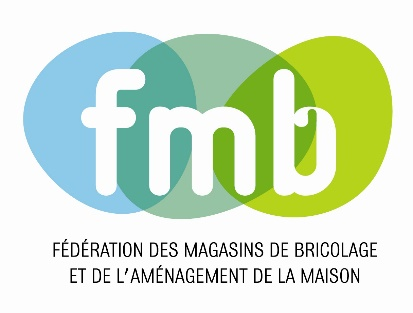 fmb
FÉDÉRATION DES MAGASINS DE BRICOLAGE
ET DE L'AMÉNAGEMENT DE LA MAISON